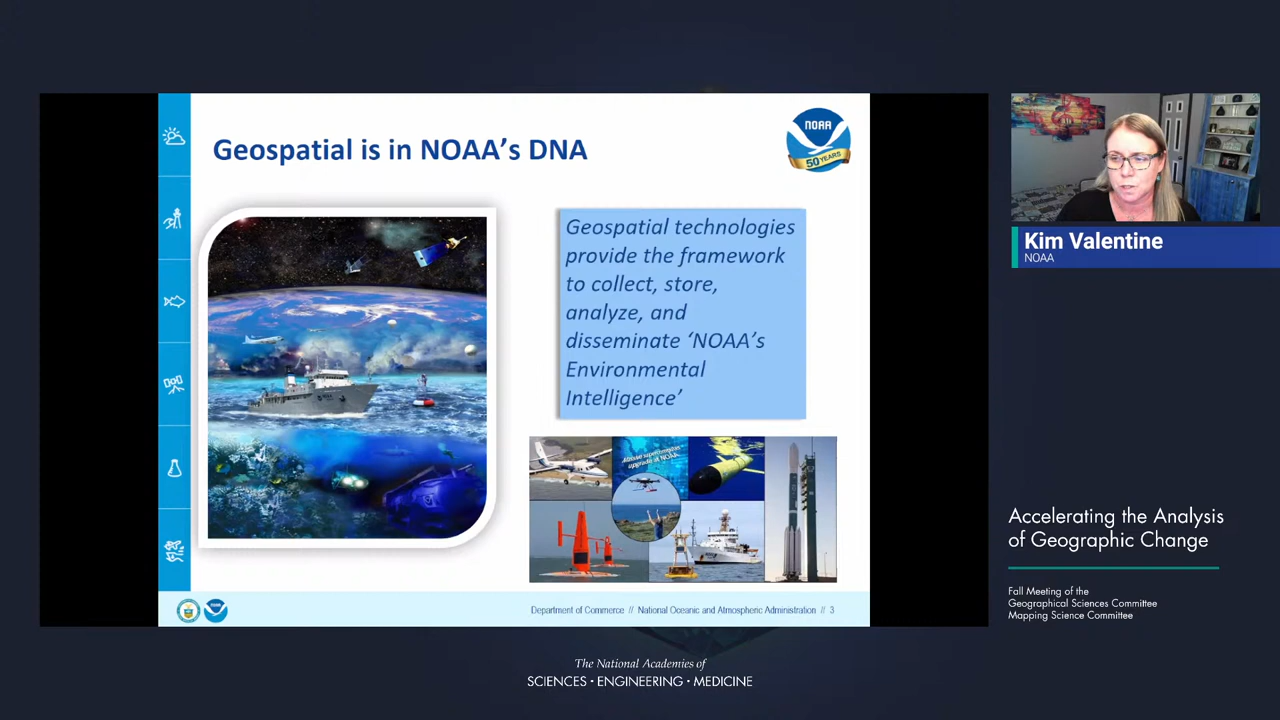 Geospatial is in NOAA's DNA
NOAA
50 YEARS
Geospatial technologies
provide the framework
to collect, store,
analyze, and
disseminate ‘NOAA’s
Environmental
Intelligence’
upgrade at NOAA
Department of Commerce // National Oceanic and Atmospheric Administration // 3
Kim Valentine
NOAA
Accelerating the Analysis
of Geographic Change
Fall Meeting of the
Geographical Sciences Committee
Mapping Science Committee
The National Academies of
SCIENCES · ENGINEERING · MEDICINE